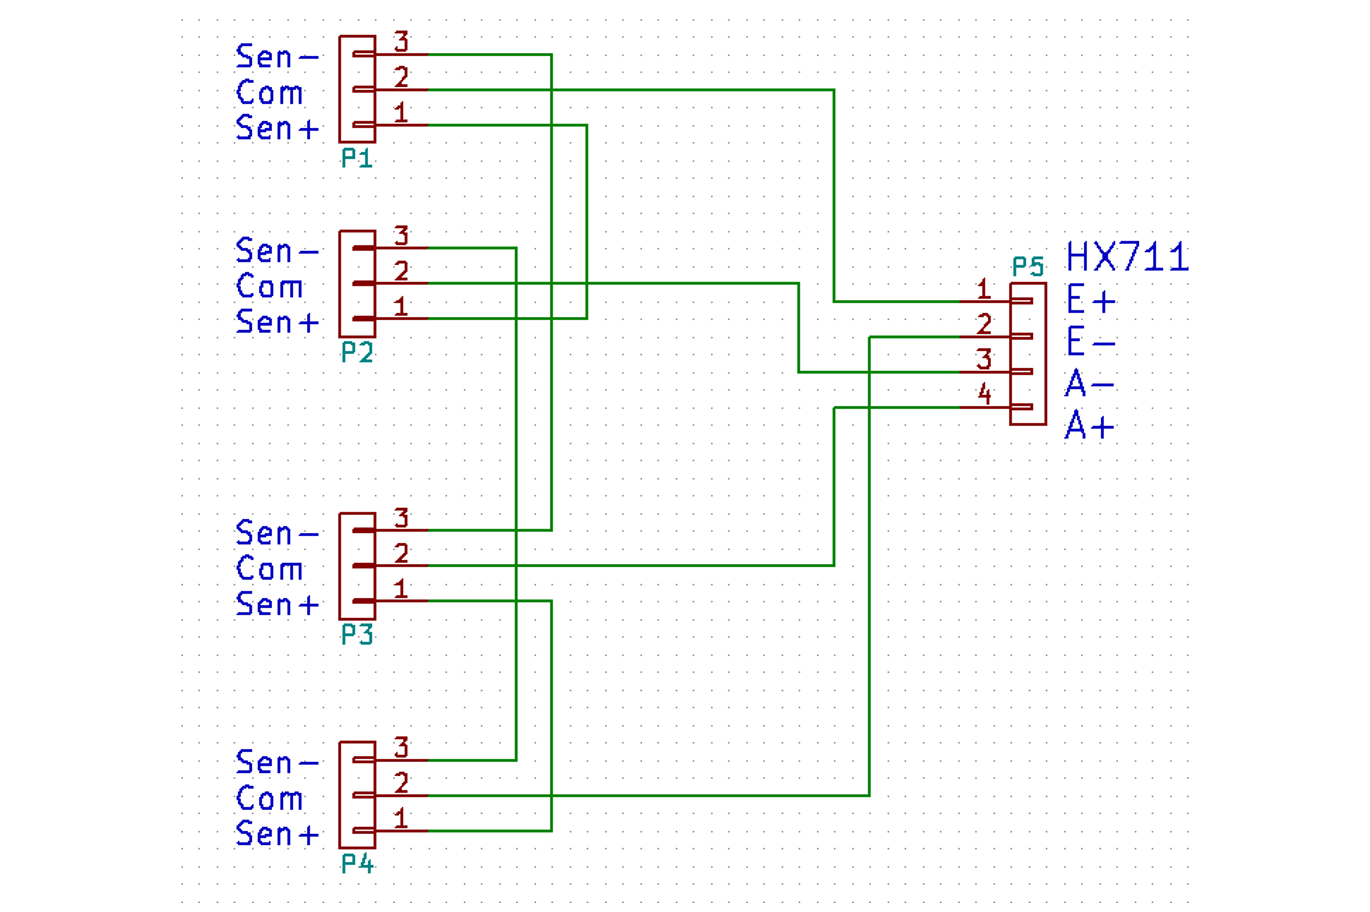 Sen- 3
Com 2
Sen+ 1
P1
Sen- 3
Com 2
Sen+ 1
P2
P5 HX711
1 E+
2 E-
3 A-
4 A+
Sen- 3
Com 2
Sen+ 1
P3
Sen- 3
Com 2
Sen+ 1
P4